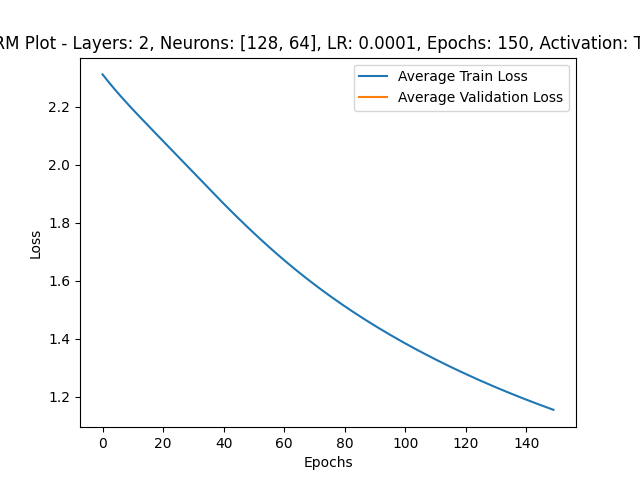 RM Plot - Layers: 2, Neurons: [128, 64], LR: 0.0001, Epochs: 150, Activation: T
Average Train Loss
Average Validation Loss
2.2
2.0
1.8
1.6
1.4
1.2
Loss
0 20 40 60 80 100 120 140
Epochs